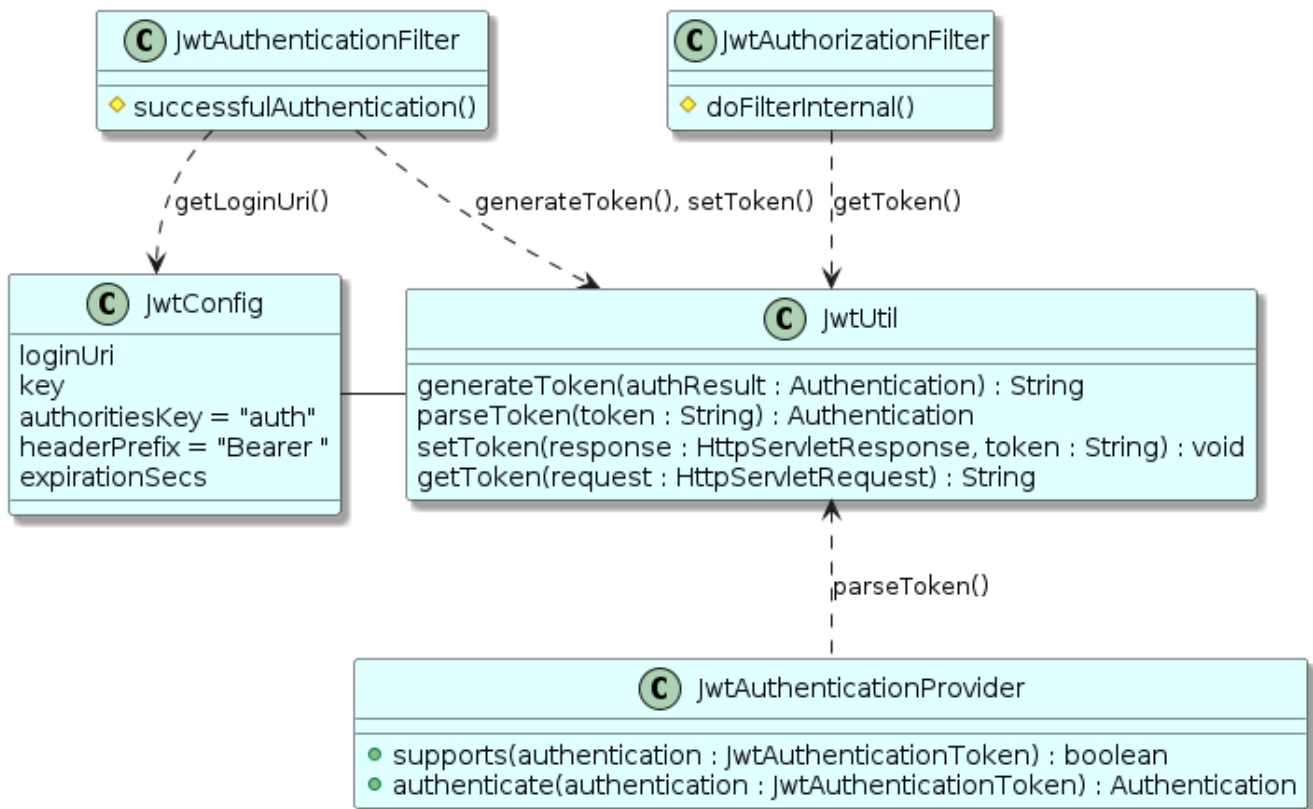 C JwtAuthenticationFilter
successfulAuthentication()
C JwtAuthorizationFilter
doFilterInternal()
getLoginUri()
generateToken(), setToken()
getToken()
C JwtConfig
loginUri
key
authoritiesKey = "auth"
headerPrefix = "Bearer "
expirationSecs
C JwtUtil
generateToken(authResult : Authentication) : String
parseToken(token : String) : Authentication
setToken(response : HttpServletResponse, token : String) : void
getToken(request : HttpServletRequest) : String
parseToken()
C JwtAuthenticationProvider
supports(authentication : JwtAuthenticationToken) : boolean
authenticate(authentication : JwtAuthenticationToken) : Authentication